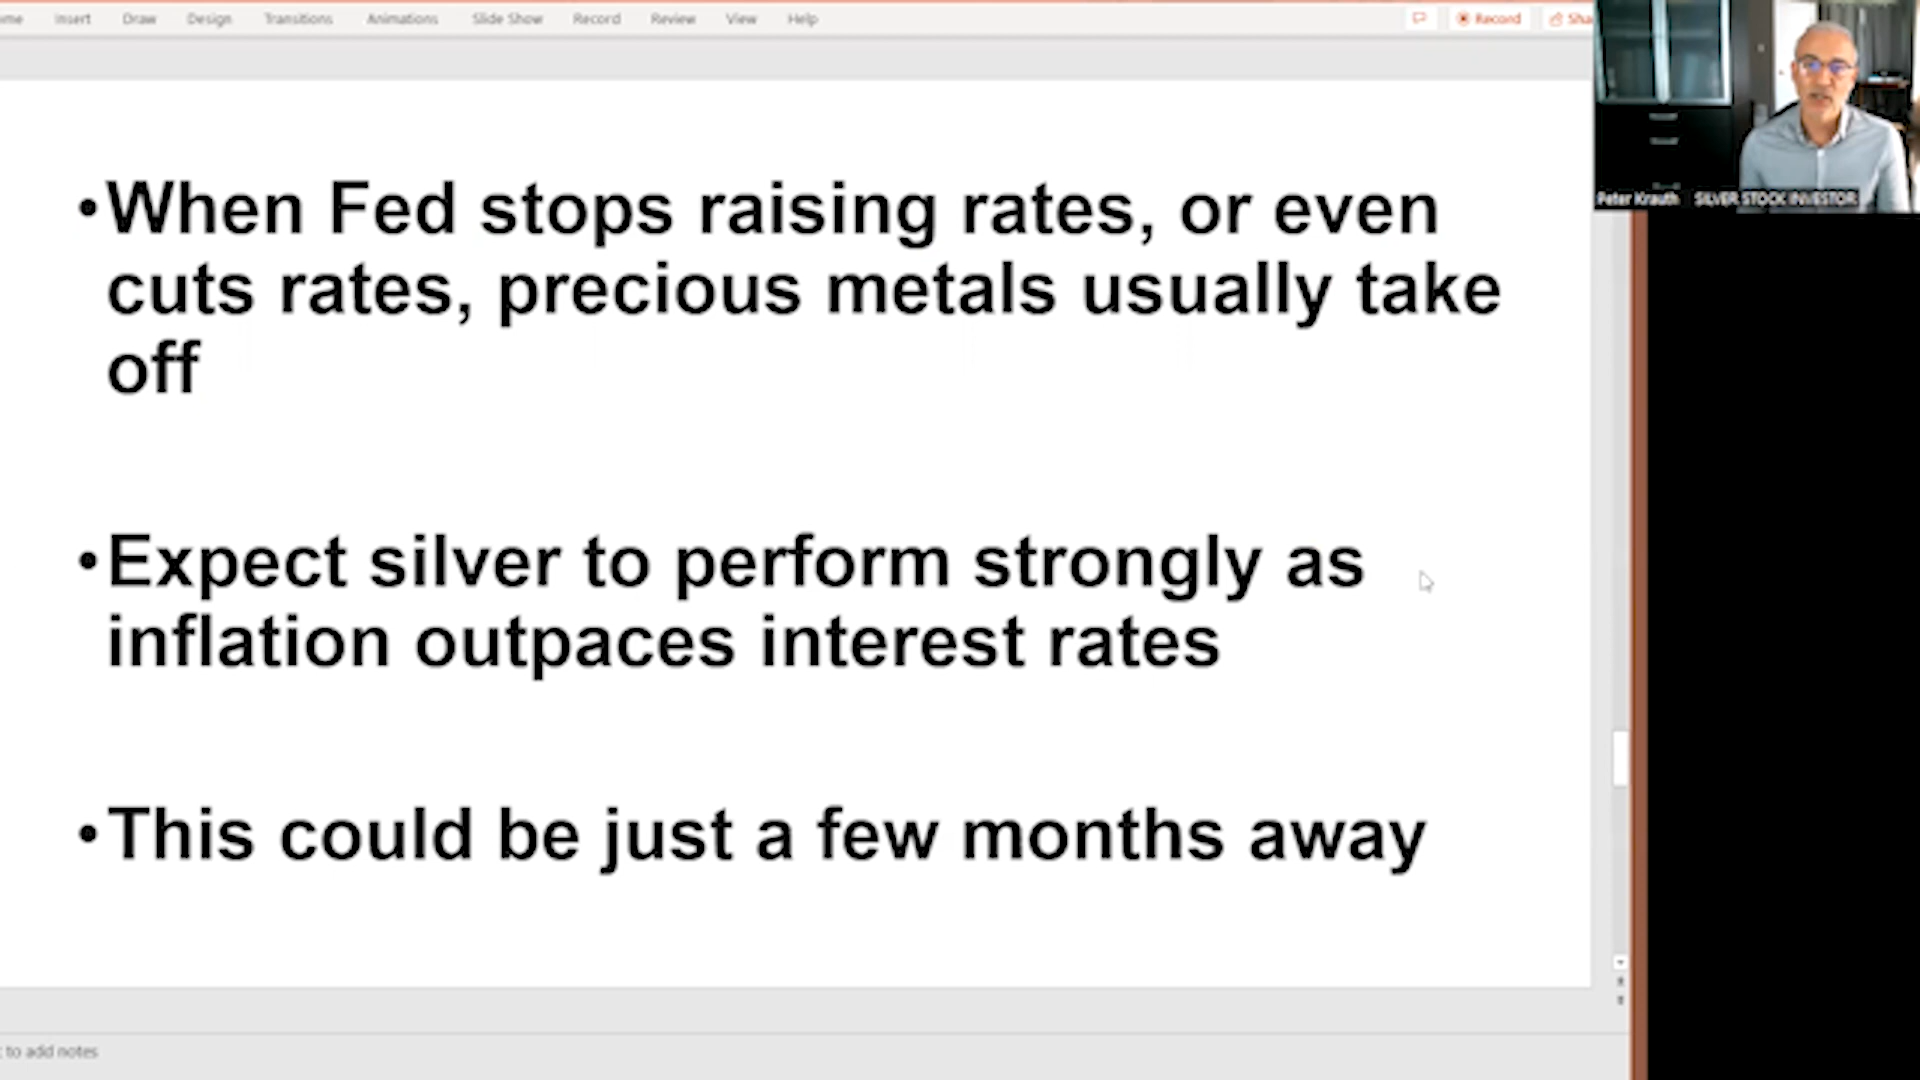 Insert Draw Design Transitions Animations Slide Show Record Review View Help Record
Peter Krauth SILVER STOCK INVESTOR
•When Fed stops raising rates, or even
cuts rates, precious metals usually take
off
•Expect silver to perform strongly as
inflation outpaces interest rates
•This could be just a few months away
to add notes